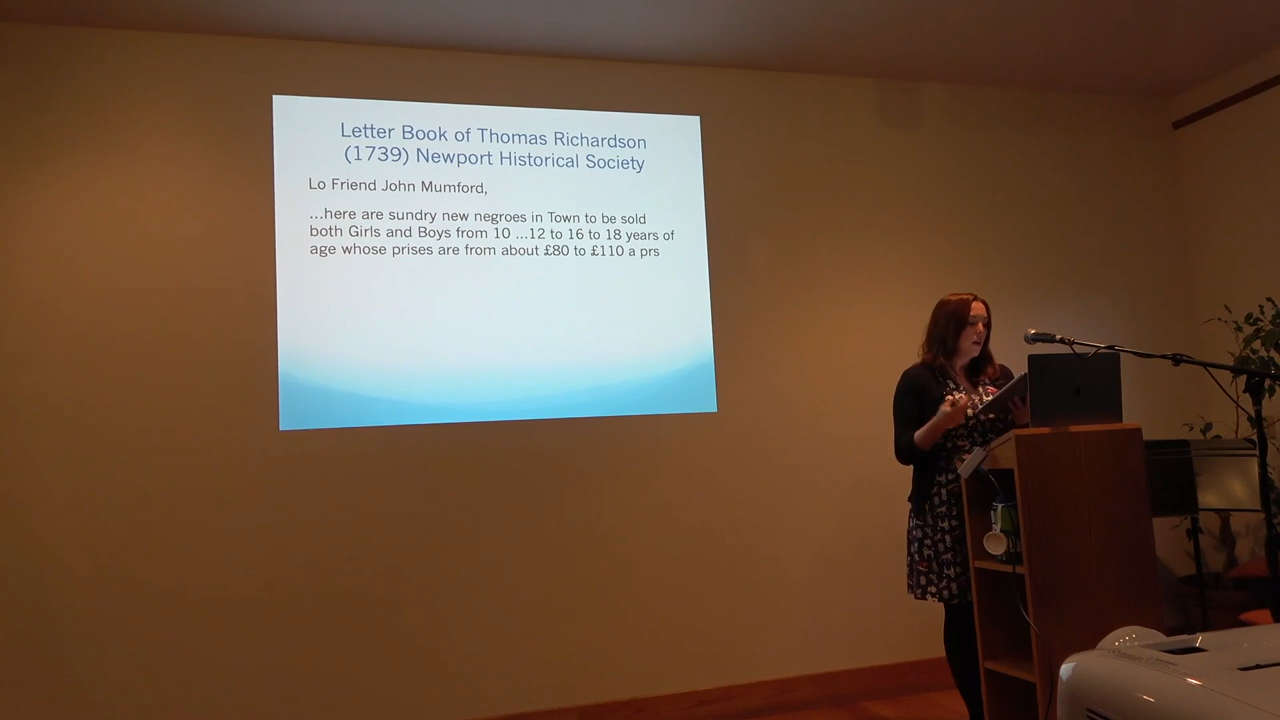 Letter Book of Thomas Richardson
(1739) Newport Historical Society
Lo Friend John Mumford,
...here are sundry new negroes in Town to be sold
both Girls and Boys from 10 ...12 to 16 to 18 years of
age whose prises are from about £80 to £110 a prs